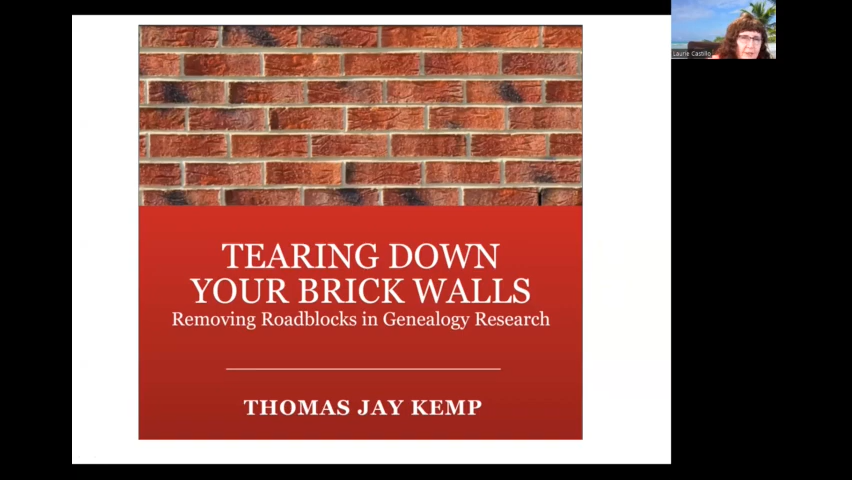 Laurie Castillo
TEARING DOWN
YOUR BRICK WALLS
Removing Roadblocks in Genealogy Research
THOMAS JAY KEMP